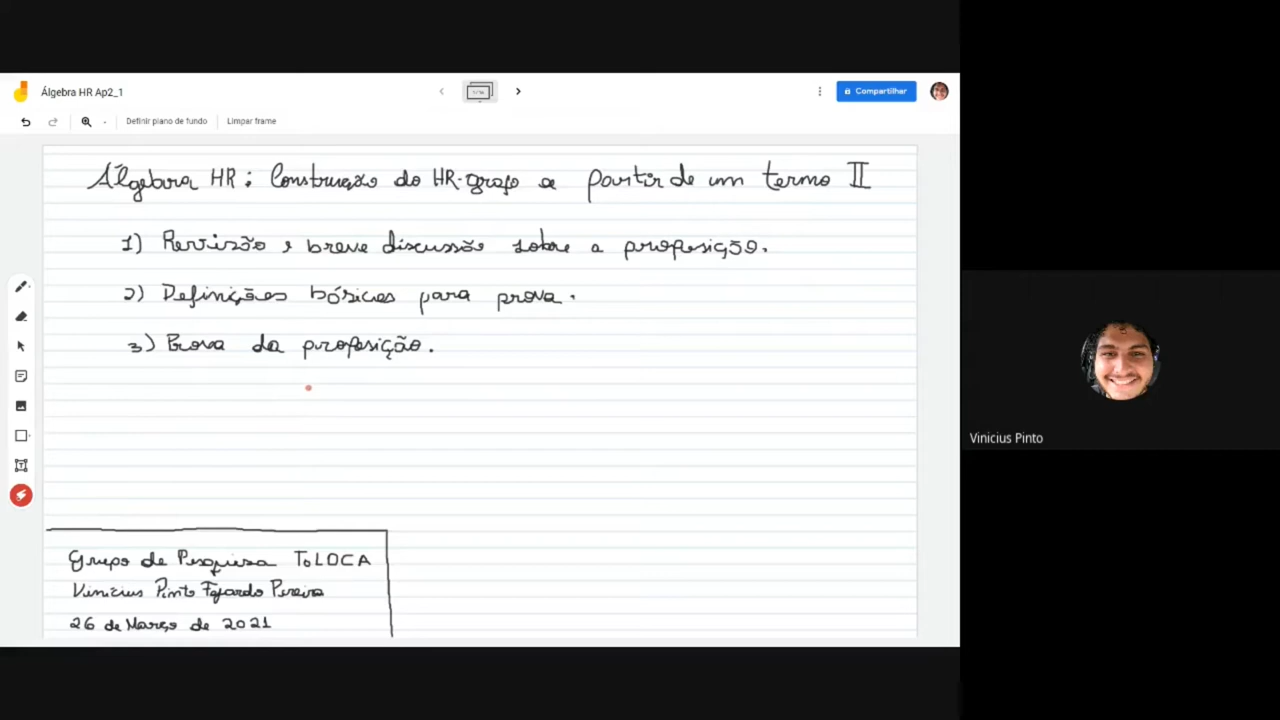 Álgebra HR Ap2_1
Compartilhar
Definir plano de fundo
Limpar frame
Álgebra HR: Construção do HR-grafo a partir de um termo II
1) Revisão e breve discussão sobre a proposição.
2) Definições básicas para prova.
3) Prova da proposição.
Grupo de Pesquisa ToLOCA
Vinicius Pinto Fajardo Pereira
26 de Março de 2021
Vinicius Pinto